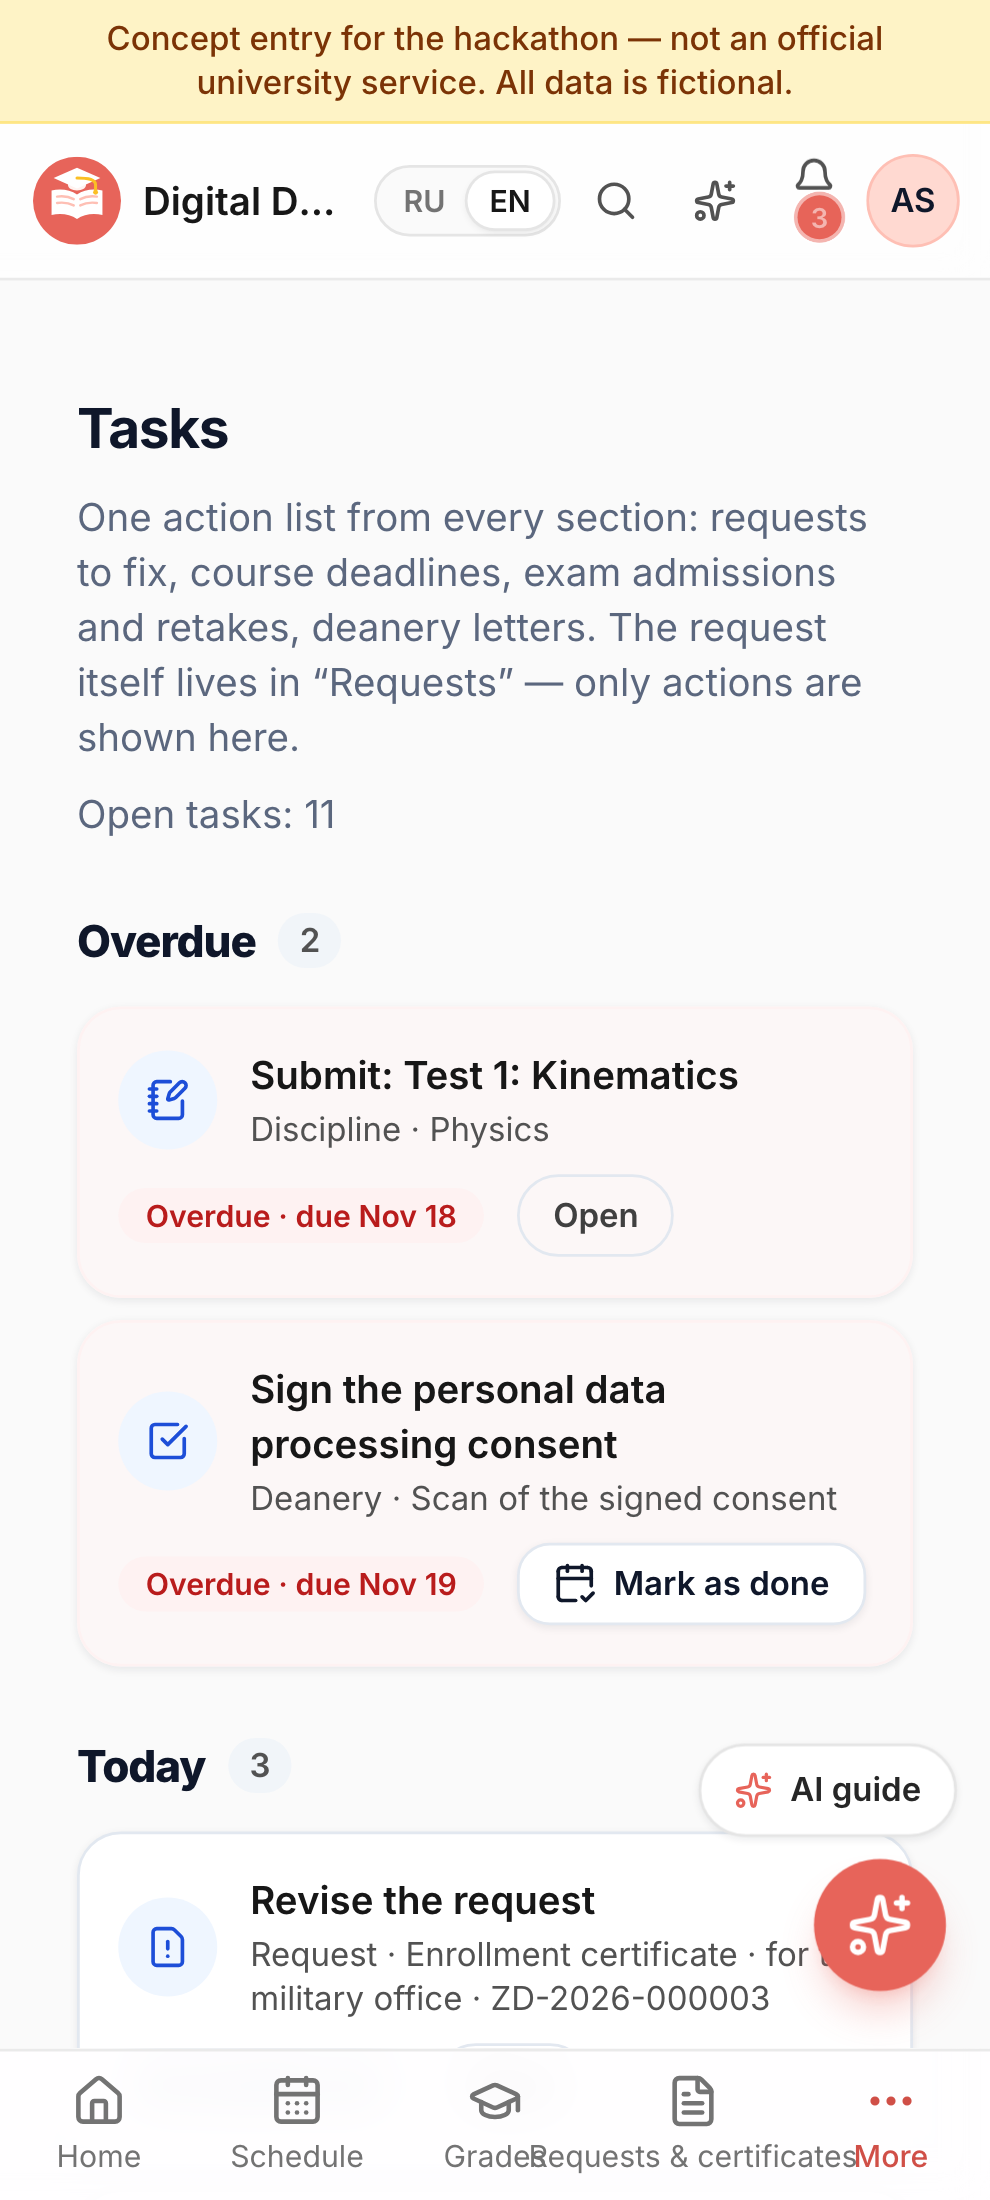 Concept entry for the hackathon — not an official
university service. All data is fictional.
Digital D...
RU
EN
3
AS
Tasks
One action list from every section: requests
to fix, course deadlines, exam admissions
and retakes, deanery letters. The request
itself lives in “Requests” — only actions are
shown here.
Open tasks: 11
Overdue 2
Submit: Test 1: Kinematics
Discipline · Physics
Overdue · due Nov 18
Open
Sign the personal data
processing consent
Deanery · Scan of the signed consent
Overdue · due Nov 19
Mark as done
Today 3
AI guide
Revise the request
Request · Enrollment certificate · for
military office · ZD-2026-000003
Home
Schedule
Grades
Requests & certificates
More